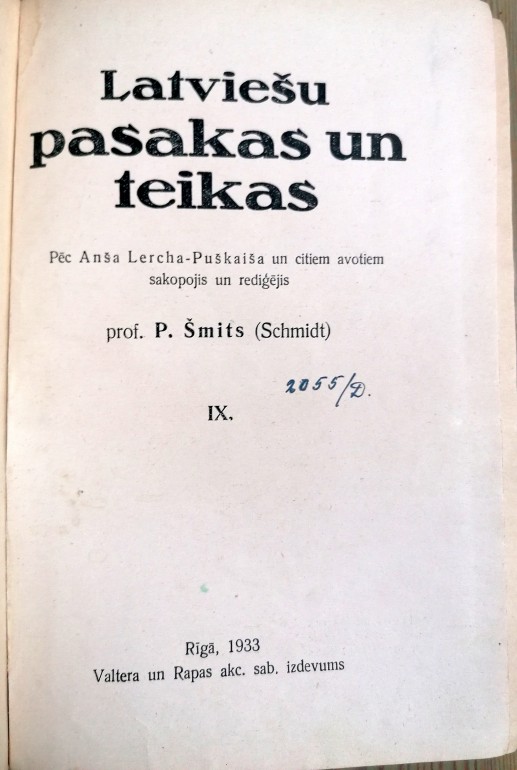 Latviešu
pasakas un
teikas
Pēc Anša Lercha-Puškaiša un citiem avotiem
sakopojis un rediģējis
prof. P. Šmits (Schmidt)
2055/D.
IX.
Rīgā, 1933
Valtera un Rapas akc. sab. izdevums